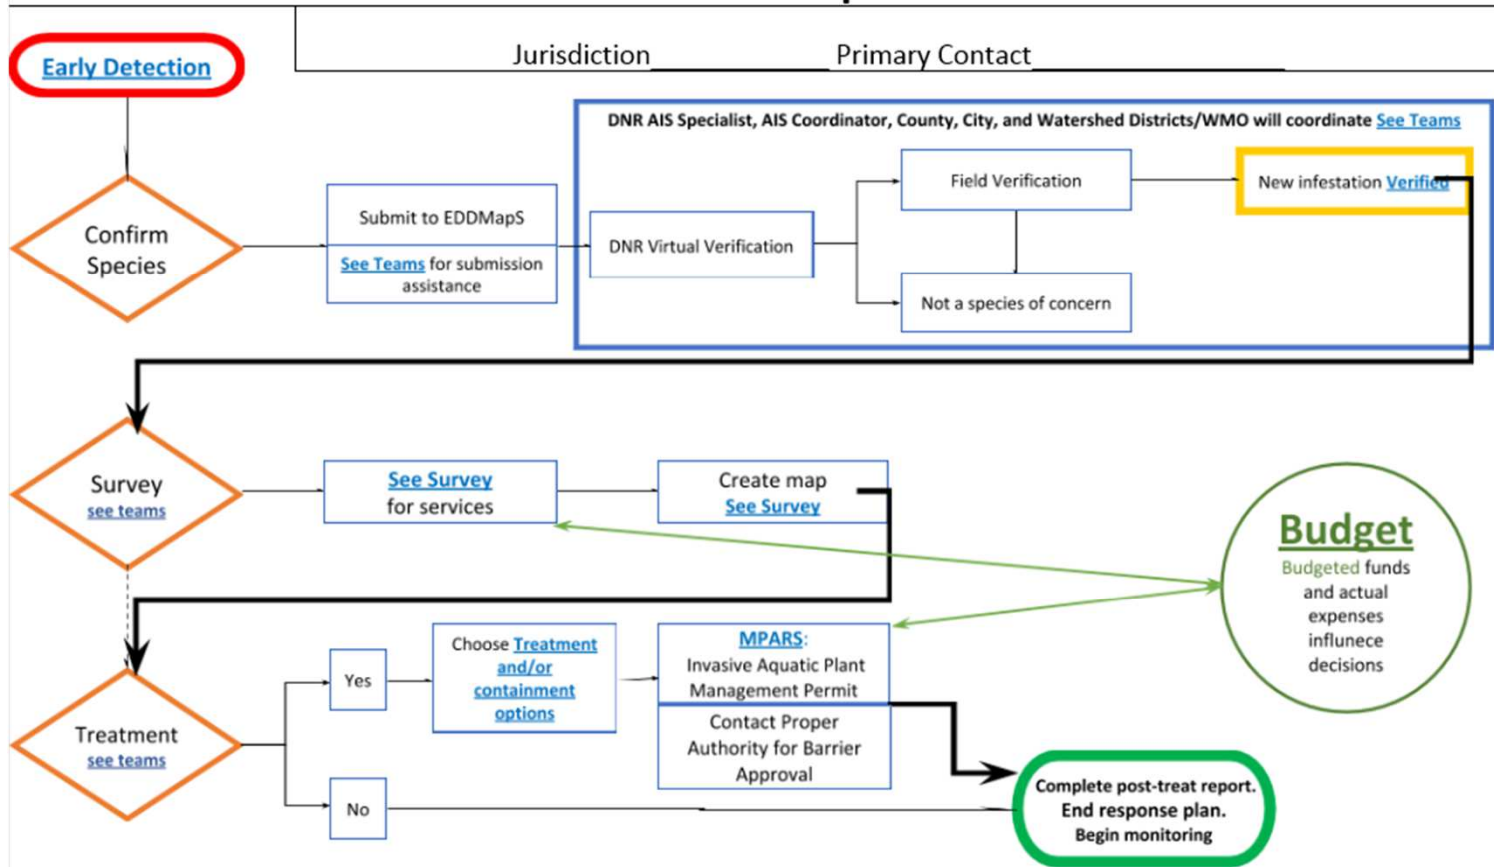 Jurisdiction Primary Contact
Early Detection
DNR AIS Specialist, AIS Coordinator, County, City, and Watershed Districts/WMO will coordinate See Teams
Confirm
Species
Submit to EDDMapS
See Teams for submission
assistance
DNR Virtual Verification
Field Verification
Not a species of concern
New infestation Verified
Survey
see teams
See Survey
for services
Create map
See Survey
Budget
Budgeted funds
and actual
expenses
influnece
decisions
Treatment
see teams
Yes
No
Choose Treatment
and/or
containment
options
MPARS:
Invasive Aquatic Plant
Management Permit
Contact Proper
Authority for Barrier
Approval
Complete post-treat report.
End response plan.
Begin monitoring